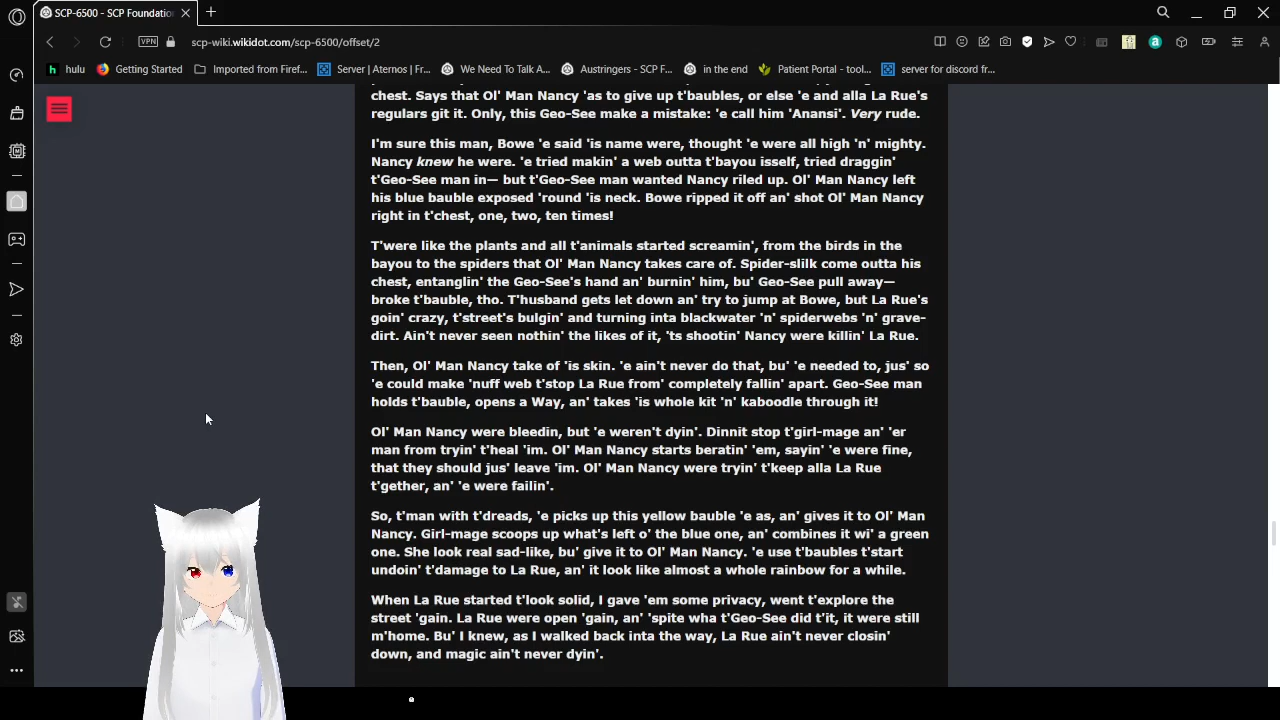 SCP-6500 - SCP Foundatio
scp-wiki.wikidot.com/scp-6500/offset/2
VPN
hulu
Getting Started
Imported from Firef...
Server | Aternos | Fr...
We Need To Talk A...
Austringers - SCP F...
in the end
Patient Portal - tool...
server for discord fr...
chest. Says that Ol' Man Nancy 'as to give up t'baubles, or else 'e and alla La Rue's
regulars git it. Only, this Geo-See make a mistake: 'e call him 'Anansi'. Very rude.
I'm sure this man, Bowe 'e said 'is name were, thought 'e were all high 'n' mighty.
Nancy knew he were. 'e tried makin' a web outta t'bayou isself, tried draggin'
t'Geo-See man in— but t'Geo-See man wanted Nancy riled up. Ol' Man Nancy left
his blue bauble exposed 'round 'is neck. Bowe ripped it off an' shot Ol' Man Nancy
right in t'chest, one, two, ten times!
T'were like the plants and all t'animals started screamin', from the birds in the
bayou to the spiders that Ol' Man Nancy takes care of. Spider-slilk come outta his
chest, entanglin' the Geo-See's hand an' burnin' him, bu' Geo-See pull away—
broke t'bauble, tho. T'husband gets let down an' try to jump at Bowe, but La Rue's
goin' crazy, t'street's bulgin' and turning inta blackwater 'n' spiderwebs 'n' grave-
dirt. Ain't never seen nothin' the likes of it, 'ts shootin' Nancy were killin' La Rue.
Then, Ol' Man Nancy take of 'is skin. 'e ain't never do that, bu' 'e needed to, jus' so
'e could make 'nuff web t'stop La Rue from' completely fallin' apart. Geo-See man
holds t'bauble, opens a Way, an' takes 'is whole kit 'n' kaboodle through it!
Ol' Man Nancy were bleedin, but 'e weren't dyin'. Dinnit stop t'girl-mage an' 'er
man from tryin' t'heal 'im. Ol' Man Nancy starts beratin' 'em, sayin' 'e were fine,
that they should jus' leave 'im. Ol' Man Nancy were tryin' t'keep alla La Rue
t'gether, an' 'e were failin'.
So, t'man with t'dreads, 'e picks up this yellow bauble 'e as, an' gives it to Ol' Man
Nancy. Girl-mage scoops up what's left o' the blue one, an' combines it wi' a green
one. She look real sad-like, bu' give it to Ol' Man Nancy. 'e use t'baubles t'start
undoin' t'damage to La Rue, an' it look like almost a whole rainbow for a while.
When La Rue started t'look solid, I gave 'em some privacy, went t'explore the
street 'gain. La Rue were open 'gain, an' 'spite wha t'Geo-See did t'it, it were still
m'home. Bu' I knew, as I walked back inta the way, La Rue ain't never closin'
down, and magic ain't never dyin'.